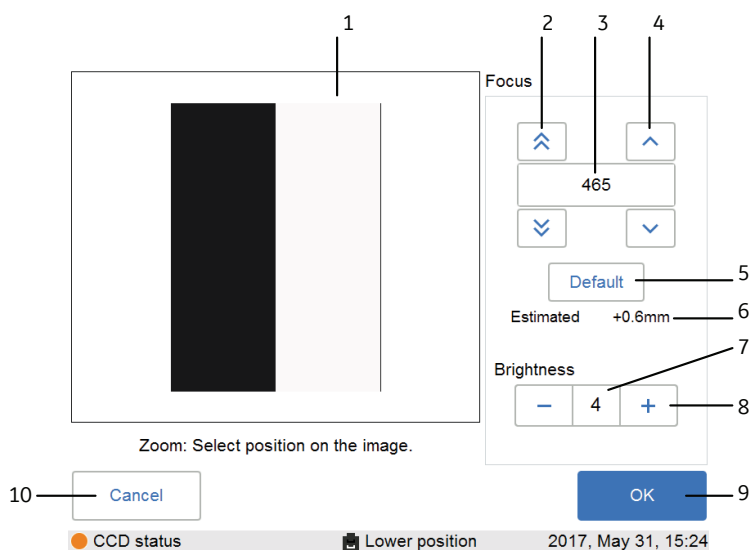 1 2 3 4
Focus
465
Default 5
Estimated +0.6mm 6
7
Brightness
− 4 + 8
Zoom: Select position on the image.
10 Cancel OK 9
CCD status Lower position 2017, May 31, 15:24